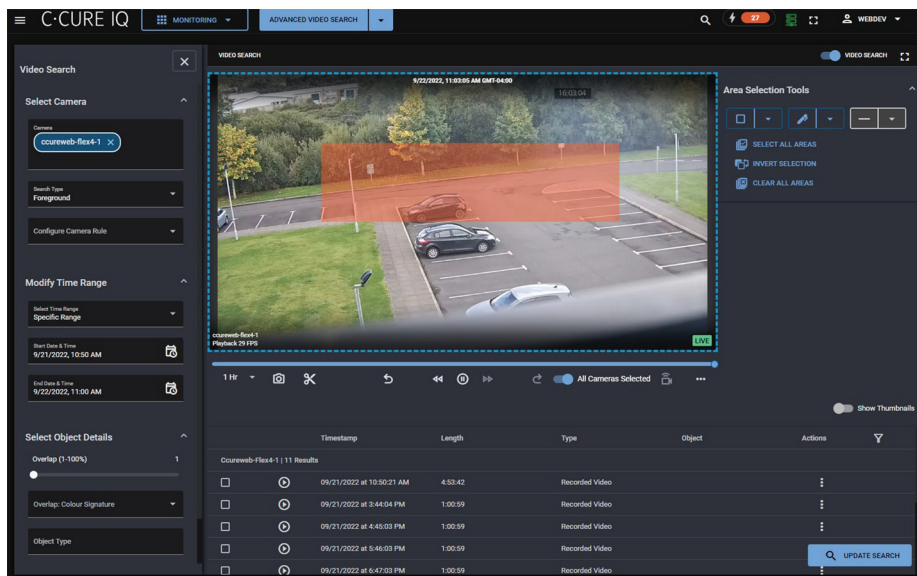 C•CURE IQ
MONITORING
ADVANCED VIDEO SEARCH
27
WEBDEV
Video Search
Select Camera
Camera
ccureweb-flex4-1
Search Type
Foreground
Configure Camera Rule
Modify Time Range
Select Time Range
Specific Range
Start Date & Time
9/21/2022, 10:50 AM
End Date & Time
9/22/2022, 11:00 AM
Select Object Details
Overlap (1-100%) 1
Overlap: Colour Signature
Object Type
VIDEO SEARCH
VIDEO SEARCH
9/22/2022, 11:03:05 AM GMT-04:00
16:03:04
ccureweb-flex4-1
Playback 29 FPS
LIVE
Area Selection Tools
SELECT ALL AREAS
INVERT SELECTION
CLEAR ALL AREAS
1 Hr
All Cameras Selected
Show Thumbnails
Timestamp Length Type Object Actions
Ccureweb-Flex4-1 | 11 Results
09/21/2022 at 10:50:21 AM 4:53:42 Recorded Video
09/21/2022 at 3:44:04 PM 1:00:59 Recorded Video
09/21/2022 at 4:45:03 PM 1:00:59 Recorded Video
09/21/2022 at 5:46:03 PM 1:00:59 Recorded Video
09/21/2022 at 6:47:03 PM 1:00:59 Recorded Video
UPDATE SEARCH